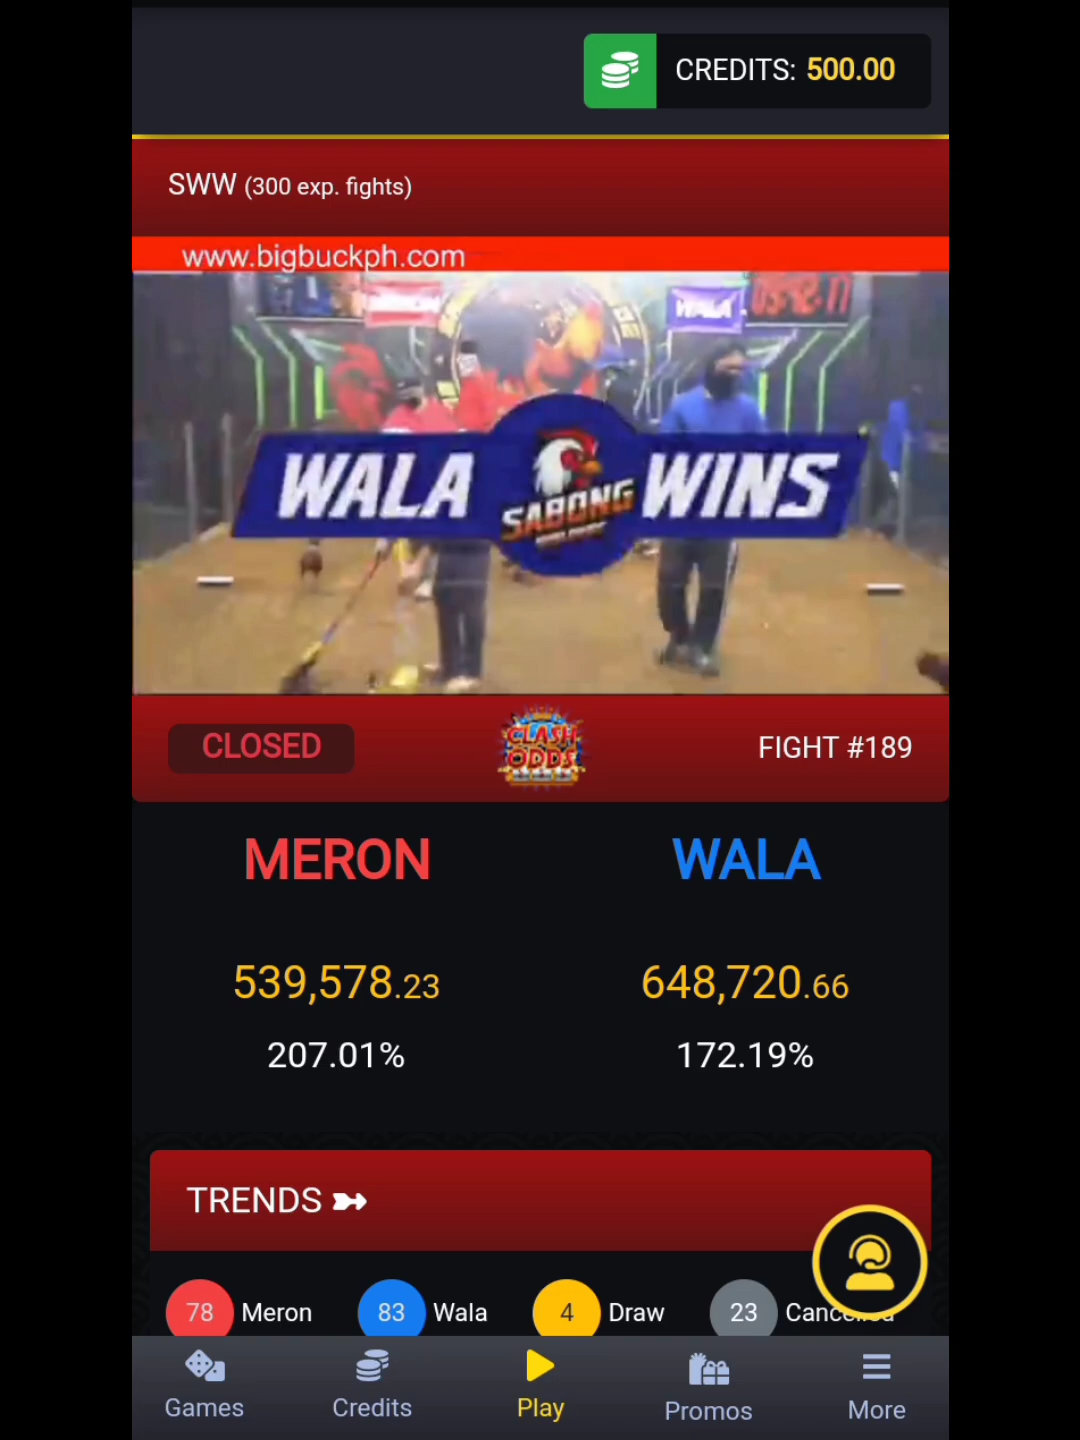 CREDITS: 500.00
SWW (300 exp. fights)
www.bigbuckph.com
WALA
WALA
SABONG
WINS
CLOSED
CLASH
ODDS
FIGHT #189
MERON
WALA
539,578.23
648,720.66
207.01%
172.19%
TRENDS
78 Meron
83 Wala
4 Draw
23
Games
Credits
Play
Promos
More